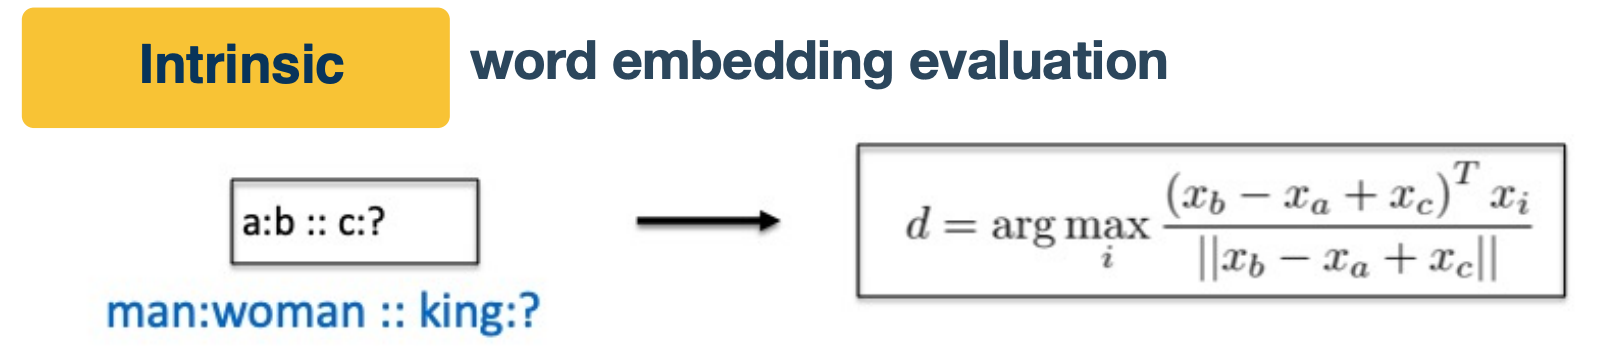 Intrinsic word embedding evaluation
a:b :: c:?
man:woman :: king:?
d = arg max_i \frac{(x_b − x_a + x_c)^T x_i}{||x_b − x_a + x_c||}